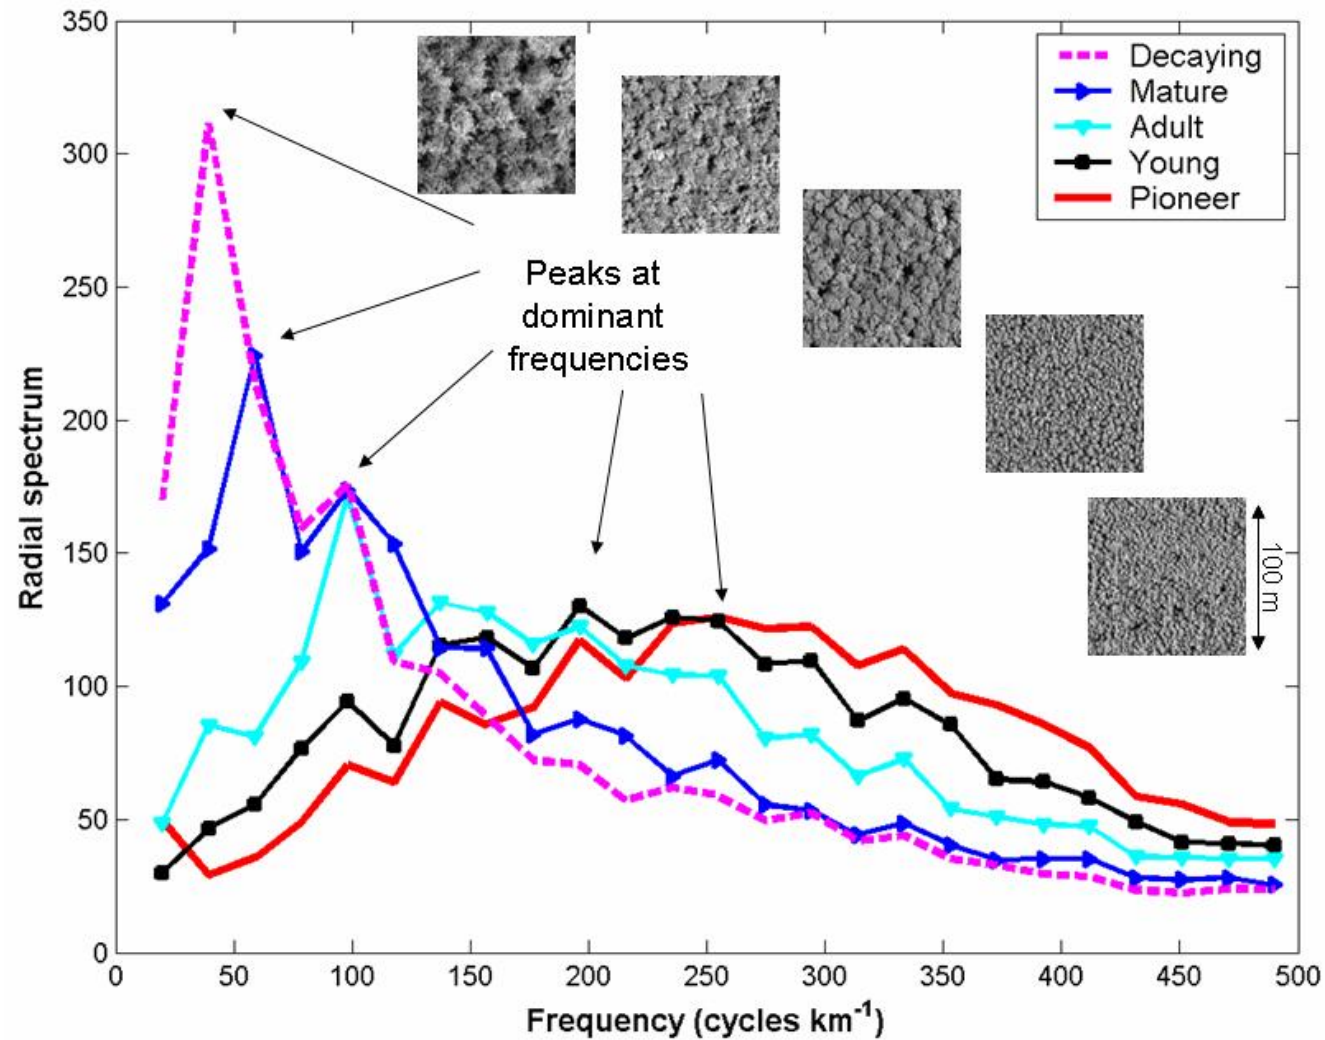 350
300
250
200
150
100
50
0
Radial spectrum
Decaying
Mature
Adult
Young
Pioneer
Peaks at
dominant
frequencies
100 m
0 50 100 150 200 250 300 350 400 450 500
Frequency (cycles km⁻¹)